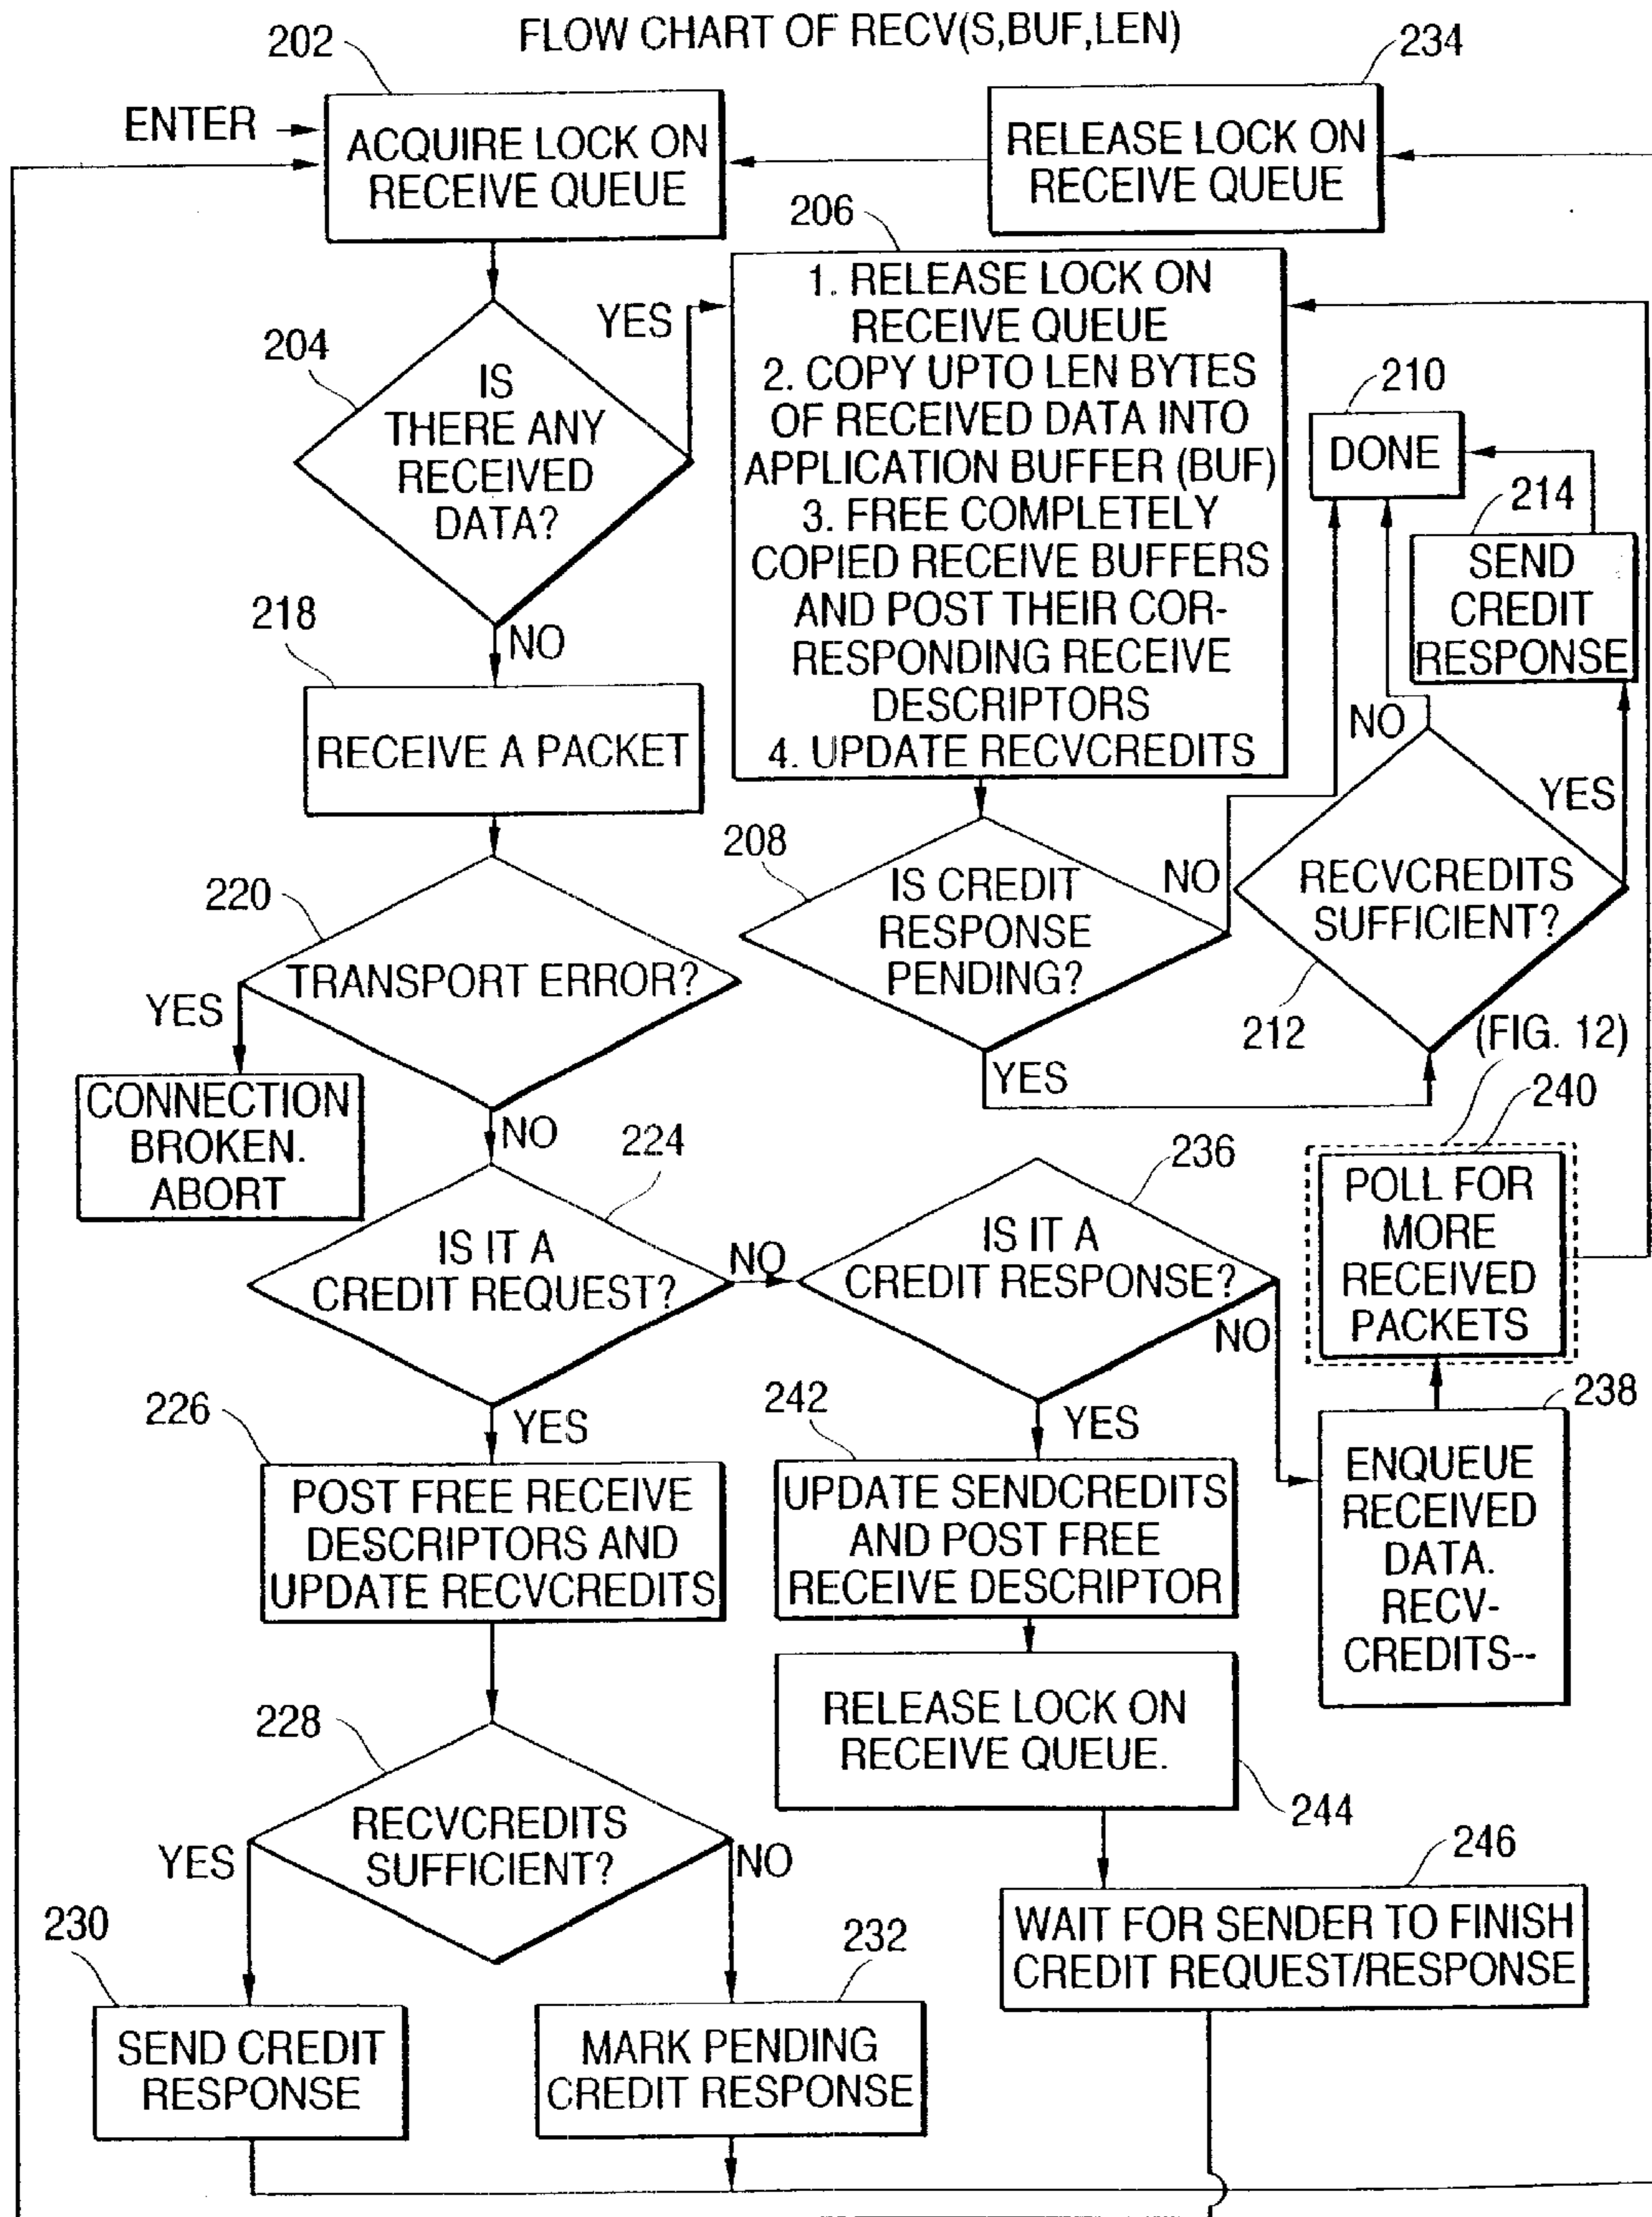 FLOW CHART OF RECV(S,BUF,LEN)
202
234
ENTER
ACQUIRE LOCK ON
RECEIVE QUEUE
RELEASE LOCK ON
RECEIVE QUEUE
204
IS
THERE ANY
RECEIVED
DATA?
YES
NO
206
1. RELEASE LOCK ON
RECEIVE QUEUE
2. COPY UPTO LEN BYTES
OF RECEIVED DATA INTO
APPLICATION BUFFER (BUF)
3. FREE COMPLETELY
COPIED RECEIVE BUFFERS
AND POST THEIR COR-
RESPONDING RECEIVE
DESCRIPTORS
4. UPDATE RECVCREDITS
210
DONE
214
SEND
CREDIT
RESPONSE
218
RECEIVE A PACKET
208
IS CREDIT
RESPONSE
PENDING?
NO
YES
NO
YES
RECVCREDITS
SUFFICIENT?
212
220
TRANSPORT ERROR?
YES
NO
CONNECTION
BROKEN.
ABORT
224
IS IT A
CREDIT REQUEST?
NO
YES
236
IS IT A
CREDIT RESPONSE?
NO
YES
(FIG. 12)
240
POLL FOR
MORE
RECEIVED
PACKETS
238
ENQUEUE
RECEIVED
DATA.
RECV-
CREDITS--
226
POST FREE RECEIVE
DESCRIPTORS AND
UPDATE RECVCREDITS
242
UPDATE SENDCREDITS
AND POST FREE
RECEIVE DESCRIPTOR
RELEASE LOCK ON
RECEIVE QUEUE.
244
228
RECVCREDITS
SUFFICIENT?
YES
NO
246
WAIT FOR SENDER TO FINISH
CREDIT REQUEST/RESPONSE
230
SEND CREDIT
RESPONSE
232
MARK PENDING
CREDIT RESPONSE